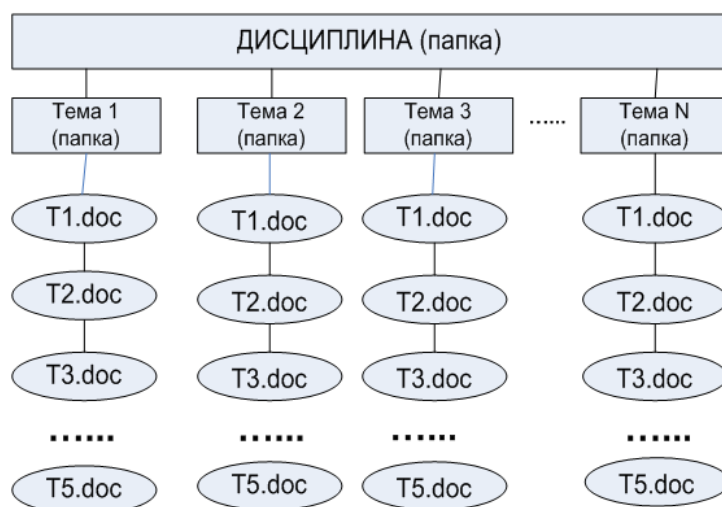 ДИСЦИПЛИНА (папка)
Тема 1
(папка)
Тема 2
(папка)
Тема 3
(папка)
......
Тема N
(папка)
T1.doc
T1.doc
T1.doc
T1.doc
T2.doc
T2.doc
T2.doc
T2.doc
T3.doc
T3.doc
T3.doc
T3.doc
......
......
......
......
T5.doc
T5.doc
T5.doc
T5.doc